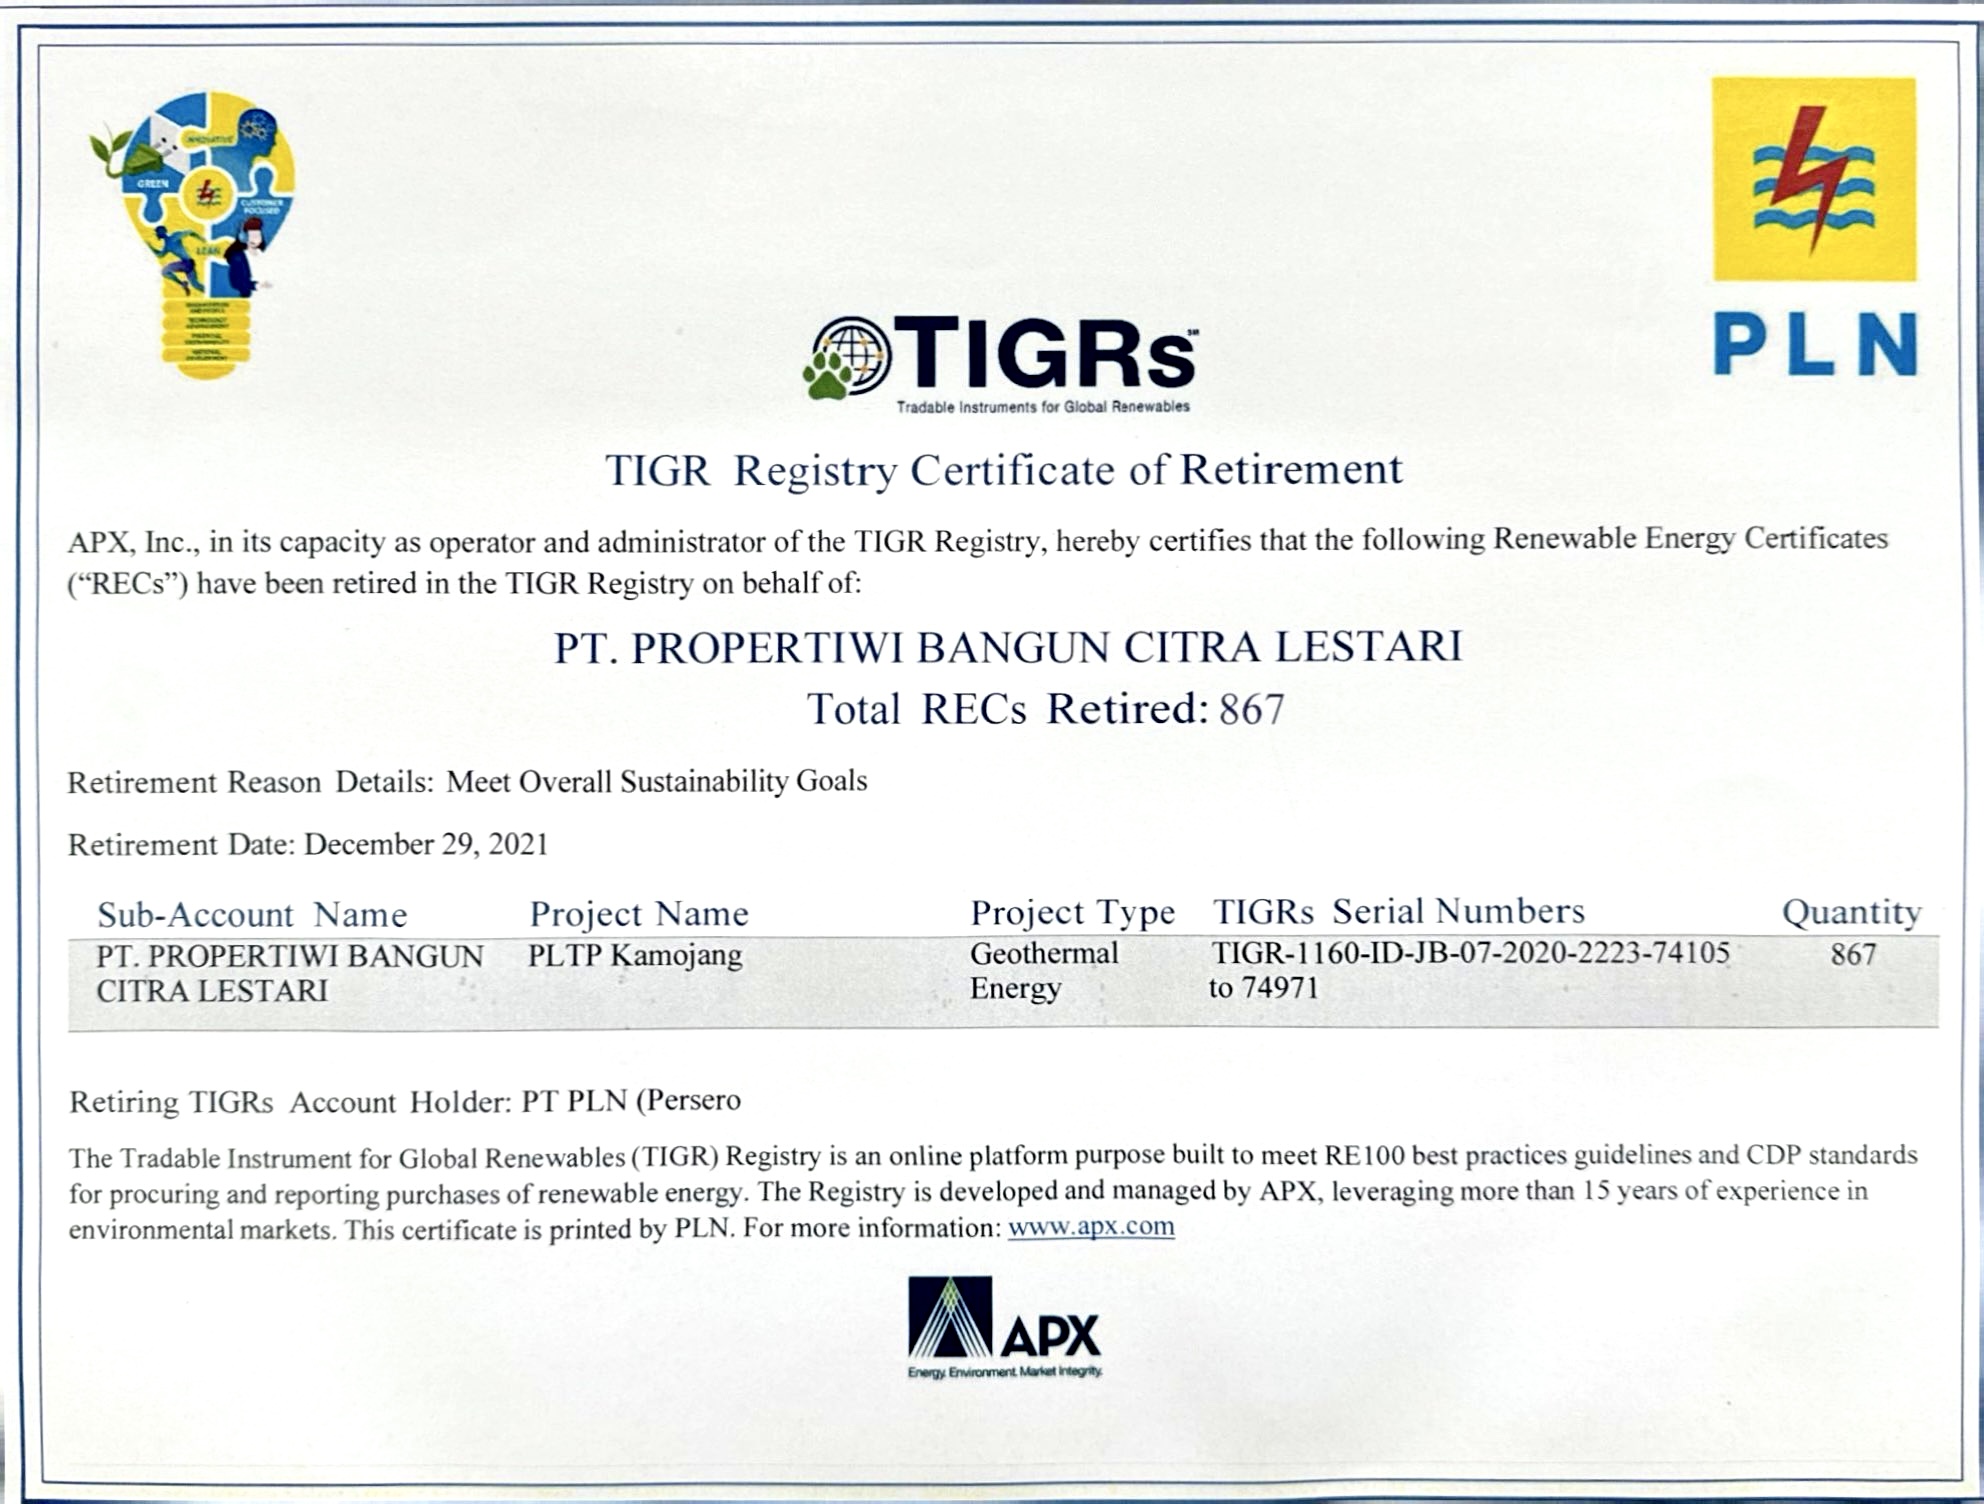 INNOVATIVE
GREEN
CUSTOMER
FOCUSED
LEAN
PLN
TIGRs
SM
Tradable Instruments for Global Renewables
TIGR Registry Certificate of Retirement
APX, Inc., in its capacity as operator and administrator of the TIGR Registry, hereby certifies that the following Renewable Energy Certificates
(“RECs”) have been retired in the TIGR Registry on behalf of:
PT. PROPERTIWI BANGUN CITRA LESTARI
Total RECs Retired: 867
Retirement Reason Details: Meet Overall Sustainability Goals
Retirement Date: December 29, 2021
Sub-Account Name Project Name Project Type TIGRs Serial Numbers Quantity
PT. PROPERTIWI BANGUN PLTP Kamojang Geothermal TIGR-1160-ID-JB-07-2020-2223-74105 867
CITRA LESTARI Energy to 74971
Retiring TIGRs Account Holder: PT PLN (Persero
The Tradable Instrument for Global Renewables (TIGR) Registry is an online platform purpose built to meet RE100 best practices guidelines and CDP standards
for procuring and reporting purchases of renewable energy. The Registry is developed and managed by APX, leveraging more than 15 years of experience in
environmental markets. This certificate is printed by PLN. For more information: www.apx.com
APX
Energy. Environment. Market Integrity.